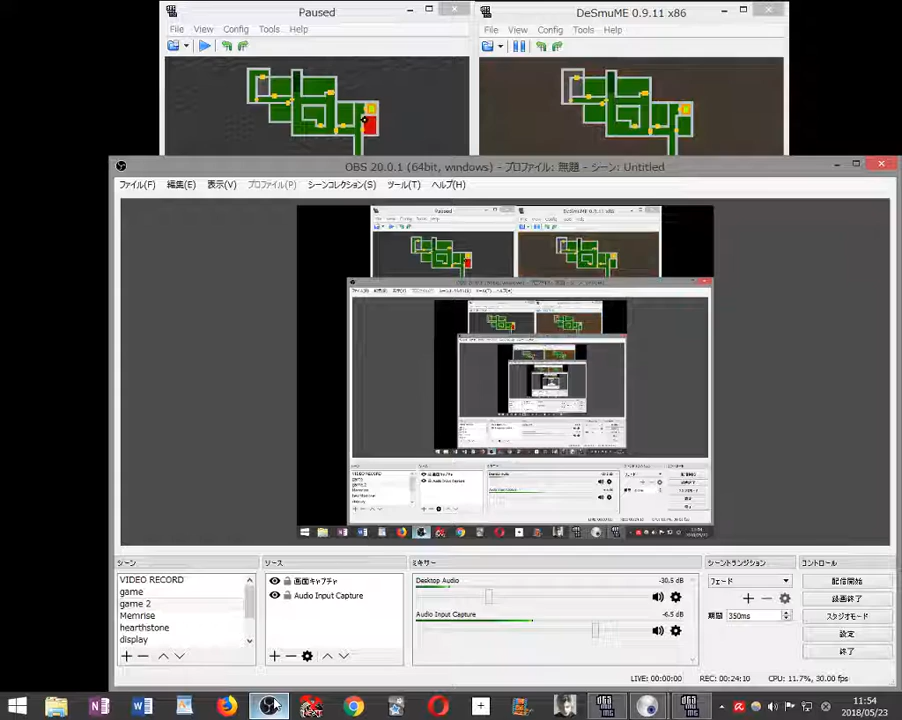 Paused
DeSmuME 0.9.11 x86
File View Config Tools Help
File View Config Tools Help
OBS 20.0.1 (64bit, windows) - プロファイル: 無題 - シーン: Untitled
ファイル(F) 編集(E) 表示(V) プロファイル(P) シーンコレクション(S) ツール(T) ヘルプ(H)
Paused
DeSmuME 0.9.11 x86
シーン
ソース
ミキサー
シーントランジション
コントロール
VIDEO RECORD
game
game 2
Memrise
hearthstone
display
画面キャプチャ
Audio Input Capture
Desktop Audio
-30.5 dB
Audio Input Capture
-6.5 dB
フェード
期間 350ms
配信開始
録画終了
スタジオモード
設定
終了
LIVE: 00:00:00
REC: 00:24:10
CPU: 11.7%, 30.00 fps
11:54
2018/05/23